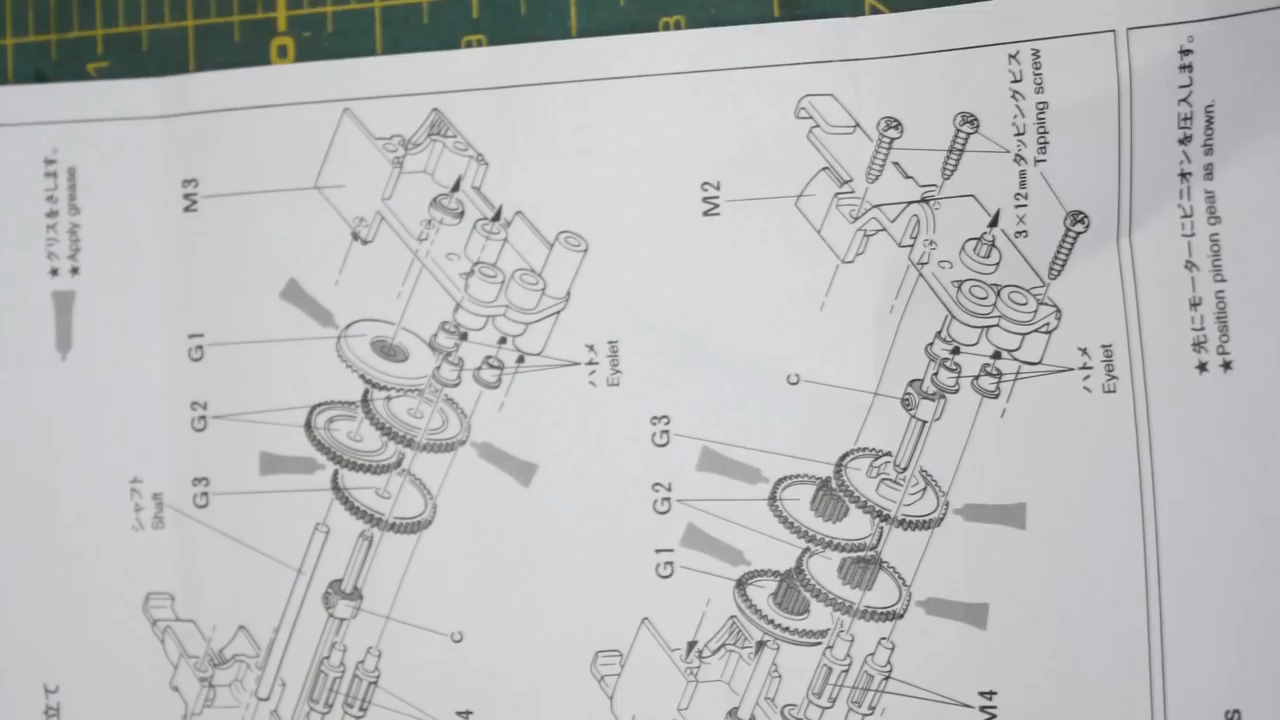 ★グリスをさします。
★Apply grease.
M3
G1
G2
G3
シャフト
Shaft
C
ハトメ
Eyelet
M2
3×12mmタッピングビス
Tapping screw
C
G3
G2
G1
ハトメ
Eyelet
M4
★先にモーターにピニオンを圧入します。
★Position pinion gear as shown.